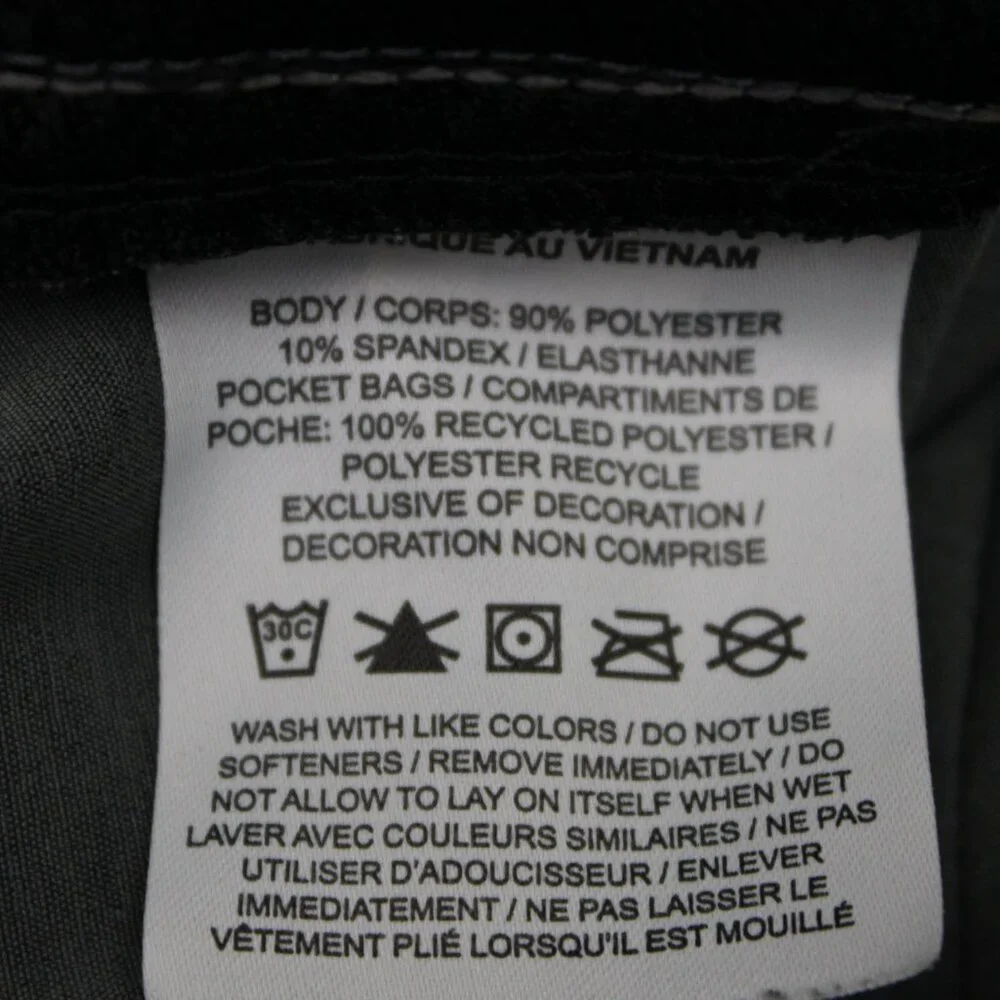 AU VIETNAM
BODY / CORPS: 90% POLYESTER
10% SPANDEX / ELASTHANNE
POCKET BAGS / COMPARTIMENTS DE
POCHE: 100% RECYCLED POLYESTER /
POLYESTER RECYCLE
EXCLUSIVE OF DECORATION /
DECORATION NON COMPRISE
30C
WASH WITH LIKE COLORS / DO NOT USE
SOFTENERS / REMOVE IMMEDIATELY / DO
NOT ALLOW TO LAY ON ITSELF WHEN WET
LAVER AVEC COULEURS SIMILAIRES / NE PAS
UTILISER D'ADOUCISSEUR / ENLEVER
IMMEDIATEMENT / NE PAS LAISSER LE
VÊTEMENT PLIÉ LORSQU'IL EST MOUILLÉ